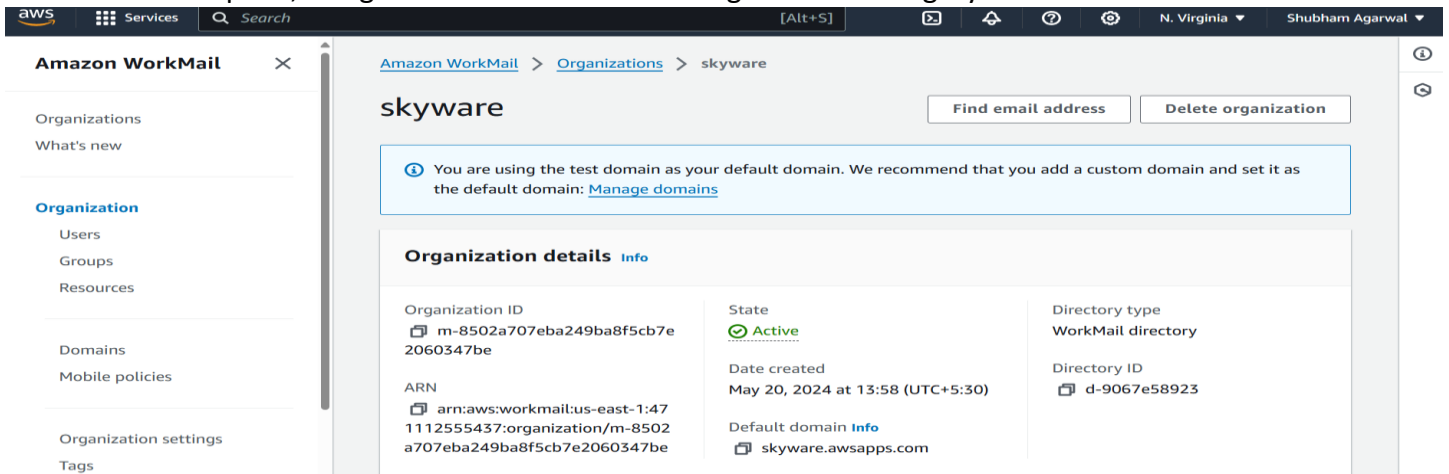 aws Services Search [Alt+S] N. Virginia ▼ Shubham Agarwal ▼
Amazon WorkMail
Organizations
What's new
Organization
Users
Groups
Resources
Domains
Mobile policies
Organization settings
Tags
Amazon WorkMail > Organizations > skyware
skyware
Find email address Delete organization
You are using the test domain as your default domain. We recommend that you add a custom domain and set it as
the default domain: Manage domains
Organization details Info
Organization ID
m-8502a707eba249ba8f5cb7e
2060347be
ARN
arn:aws:workmail:us-east-1:47
1112555437:organization/m-8502
a707eba249ba8f5cb7e2060347be
State
Active
Date created
May 20, 2024 at 13:58 (UTC+5:30)
Default domain Info
skyware.awsapps.com
Directory type
WorkMail directory
Directory ID
d-9067e58923